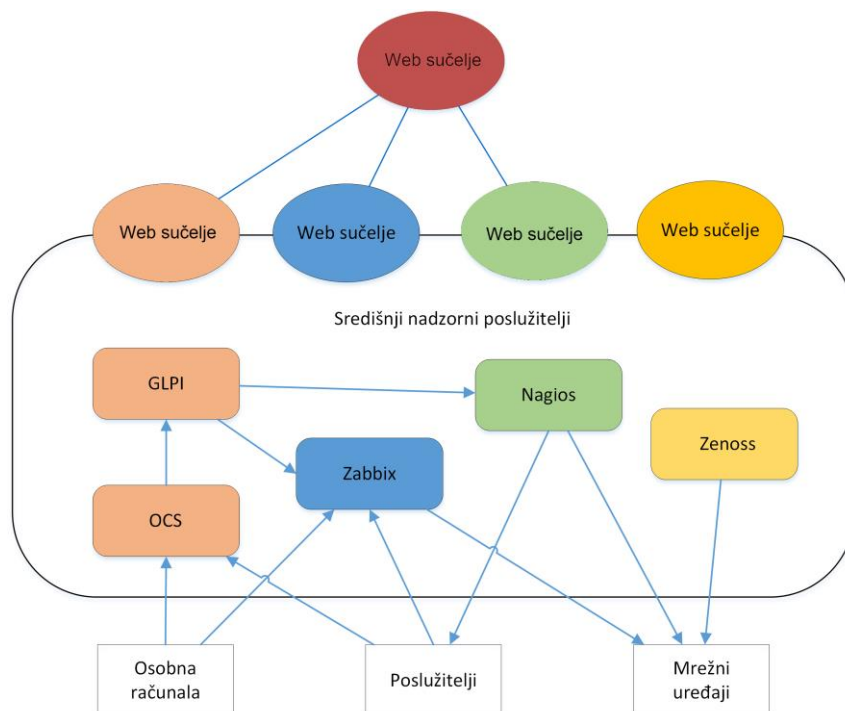 Web sučelje
Web sučelje
Web sučelje
Web sučelje
Web sučelje
Središnji nadzorni poslužitelji
GLPI
Nagios
Zenoss
Zabbix
OCS
Osobna
računala
Poslužitelji
Mrežni
uređaji